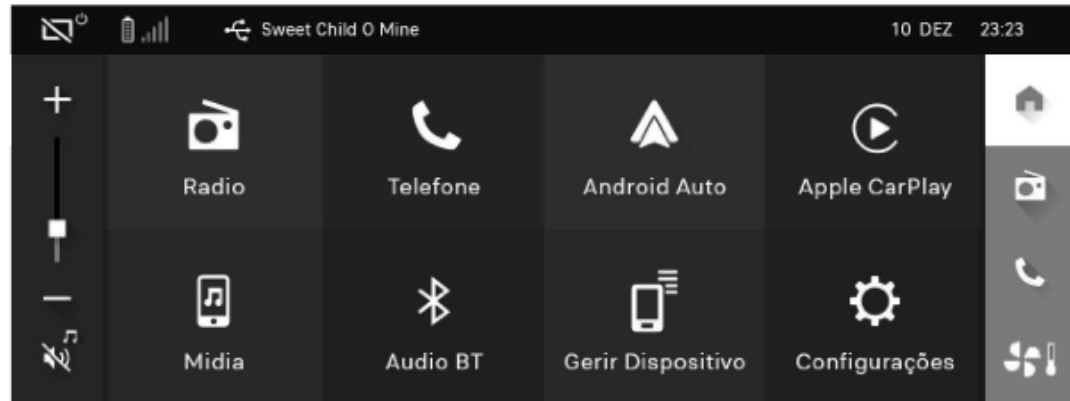 Sweet Child O Mine 10 DEZ 23:23
Radio Telefone Android Auto Apple CarPlay
Midia Audio BT Gerir Dispositivo Configurações